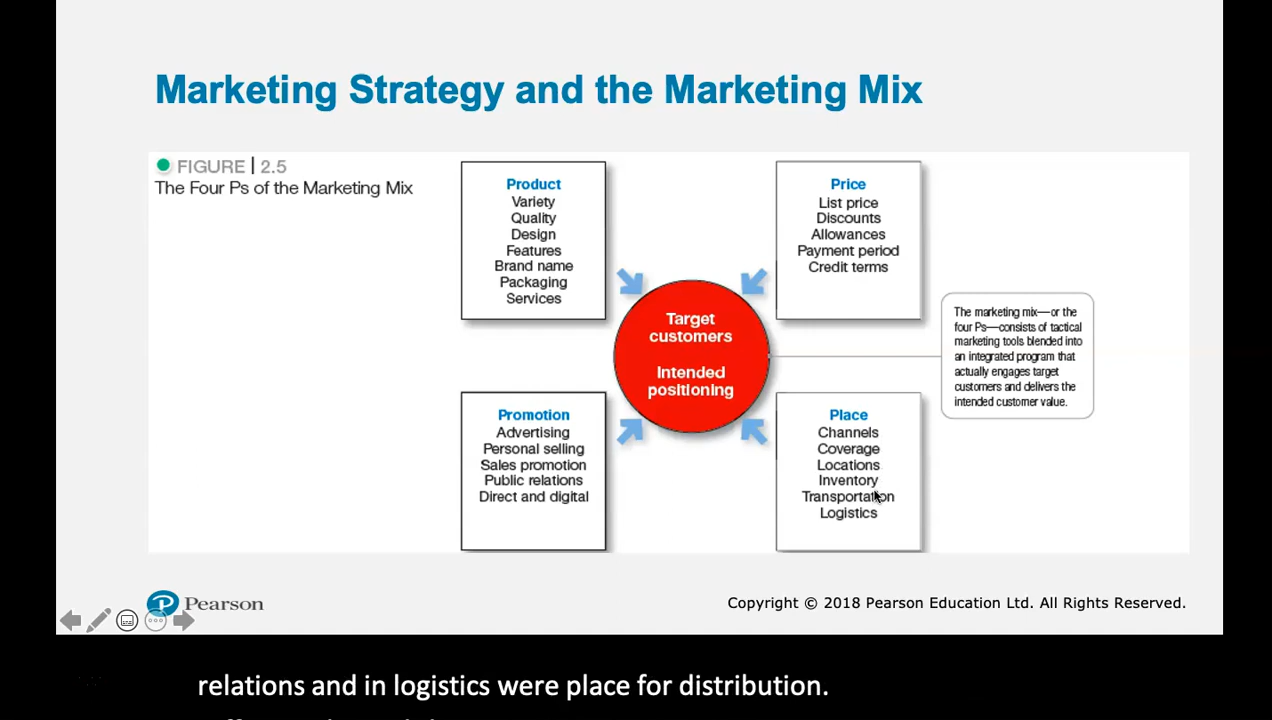 Marketing Strategy and the Marketing Mix
FIGURE | 2.5
The Four Ps of the Marketing Mix
Product
Variety
Quality
Design
Features
Brand name
Packaging
Services
Price
List price
Discounts
Allowances
Payment period
Credit terms
Target
customers
Intended
positioning
The marketing mix—or the
four Ps—consists of tactical
marketing tools blended into
an integrated program that
actually engages target
customers and delivers the
intended customer value.
Promotion
Advertising
Personal selling
Sales promotion
Public relations
Direct and digital
Place
Channels
Coverage
Locations
Inventory
Transportation
Logistics
Pearson
Copyright © 2018 Pearson Education Ltd. All Rights Reserved.
relations and in logistics were place for distribution.